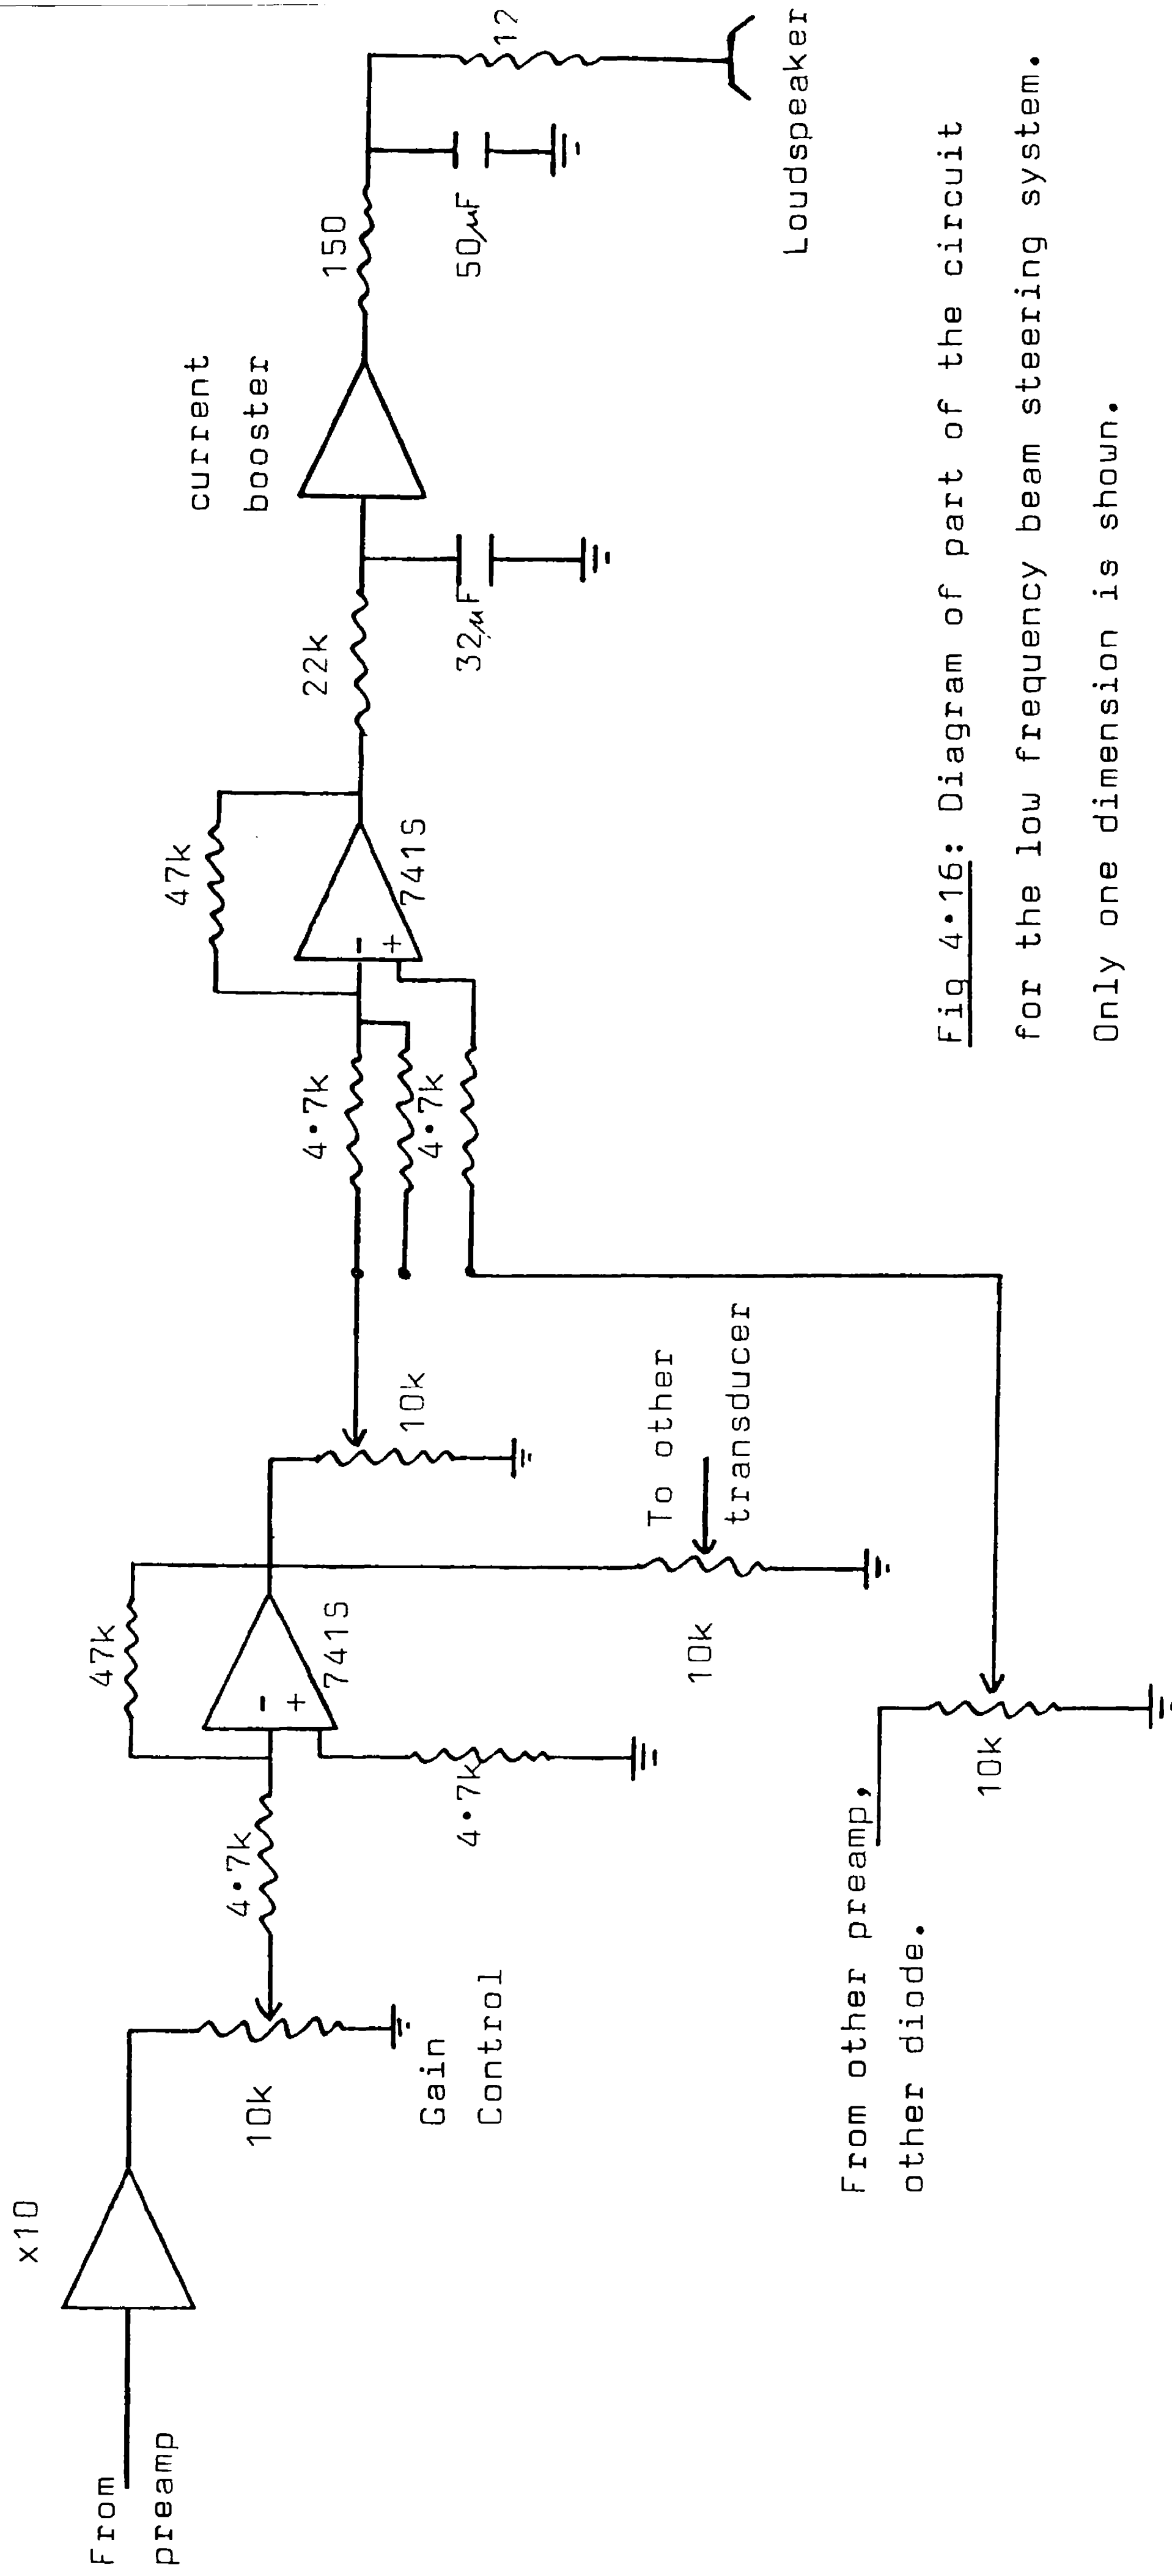 From
preamp
x10
10k
Gain
Control
4·7k
4·7k
-
+
741S
47k
10k
To other
transducer
10k
From other preamp,
other diode.
10k
4·7k
4·7k
-
+
741S
47k
22k
32μF
current
booster
150
50μF
12
Loudspeaker
Fig 4·16: Diagram of part of the circuit
for the low frequency beam steering system.
Only one dimension is shown.